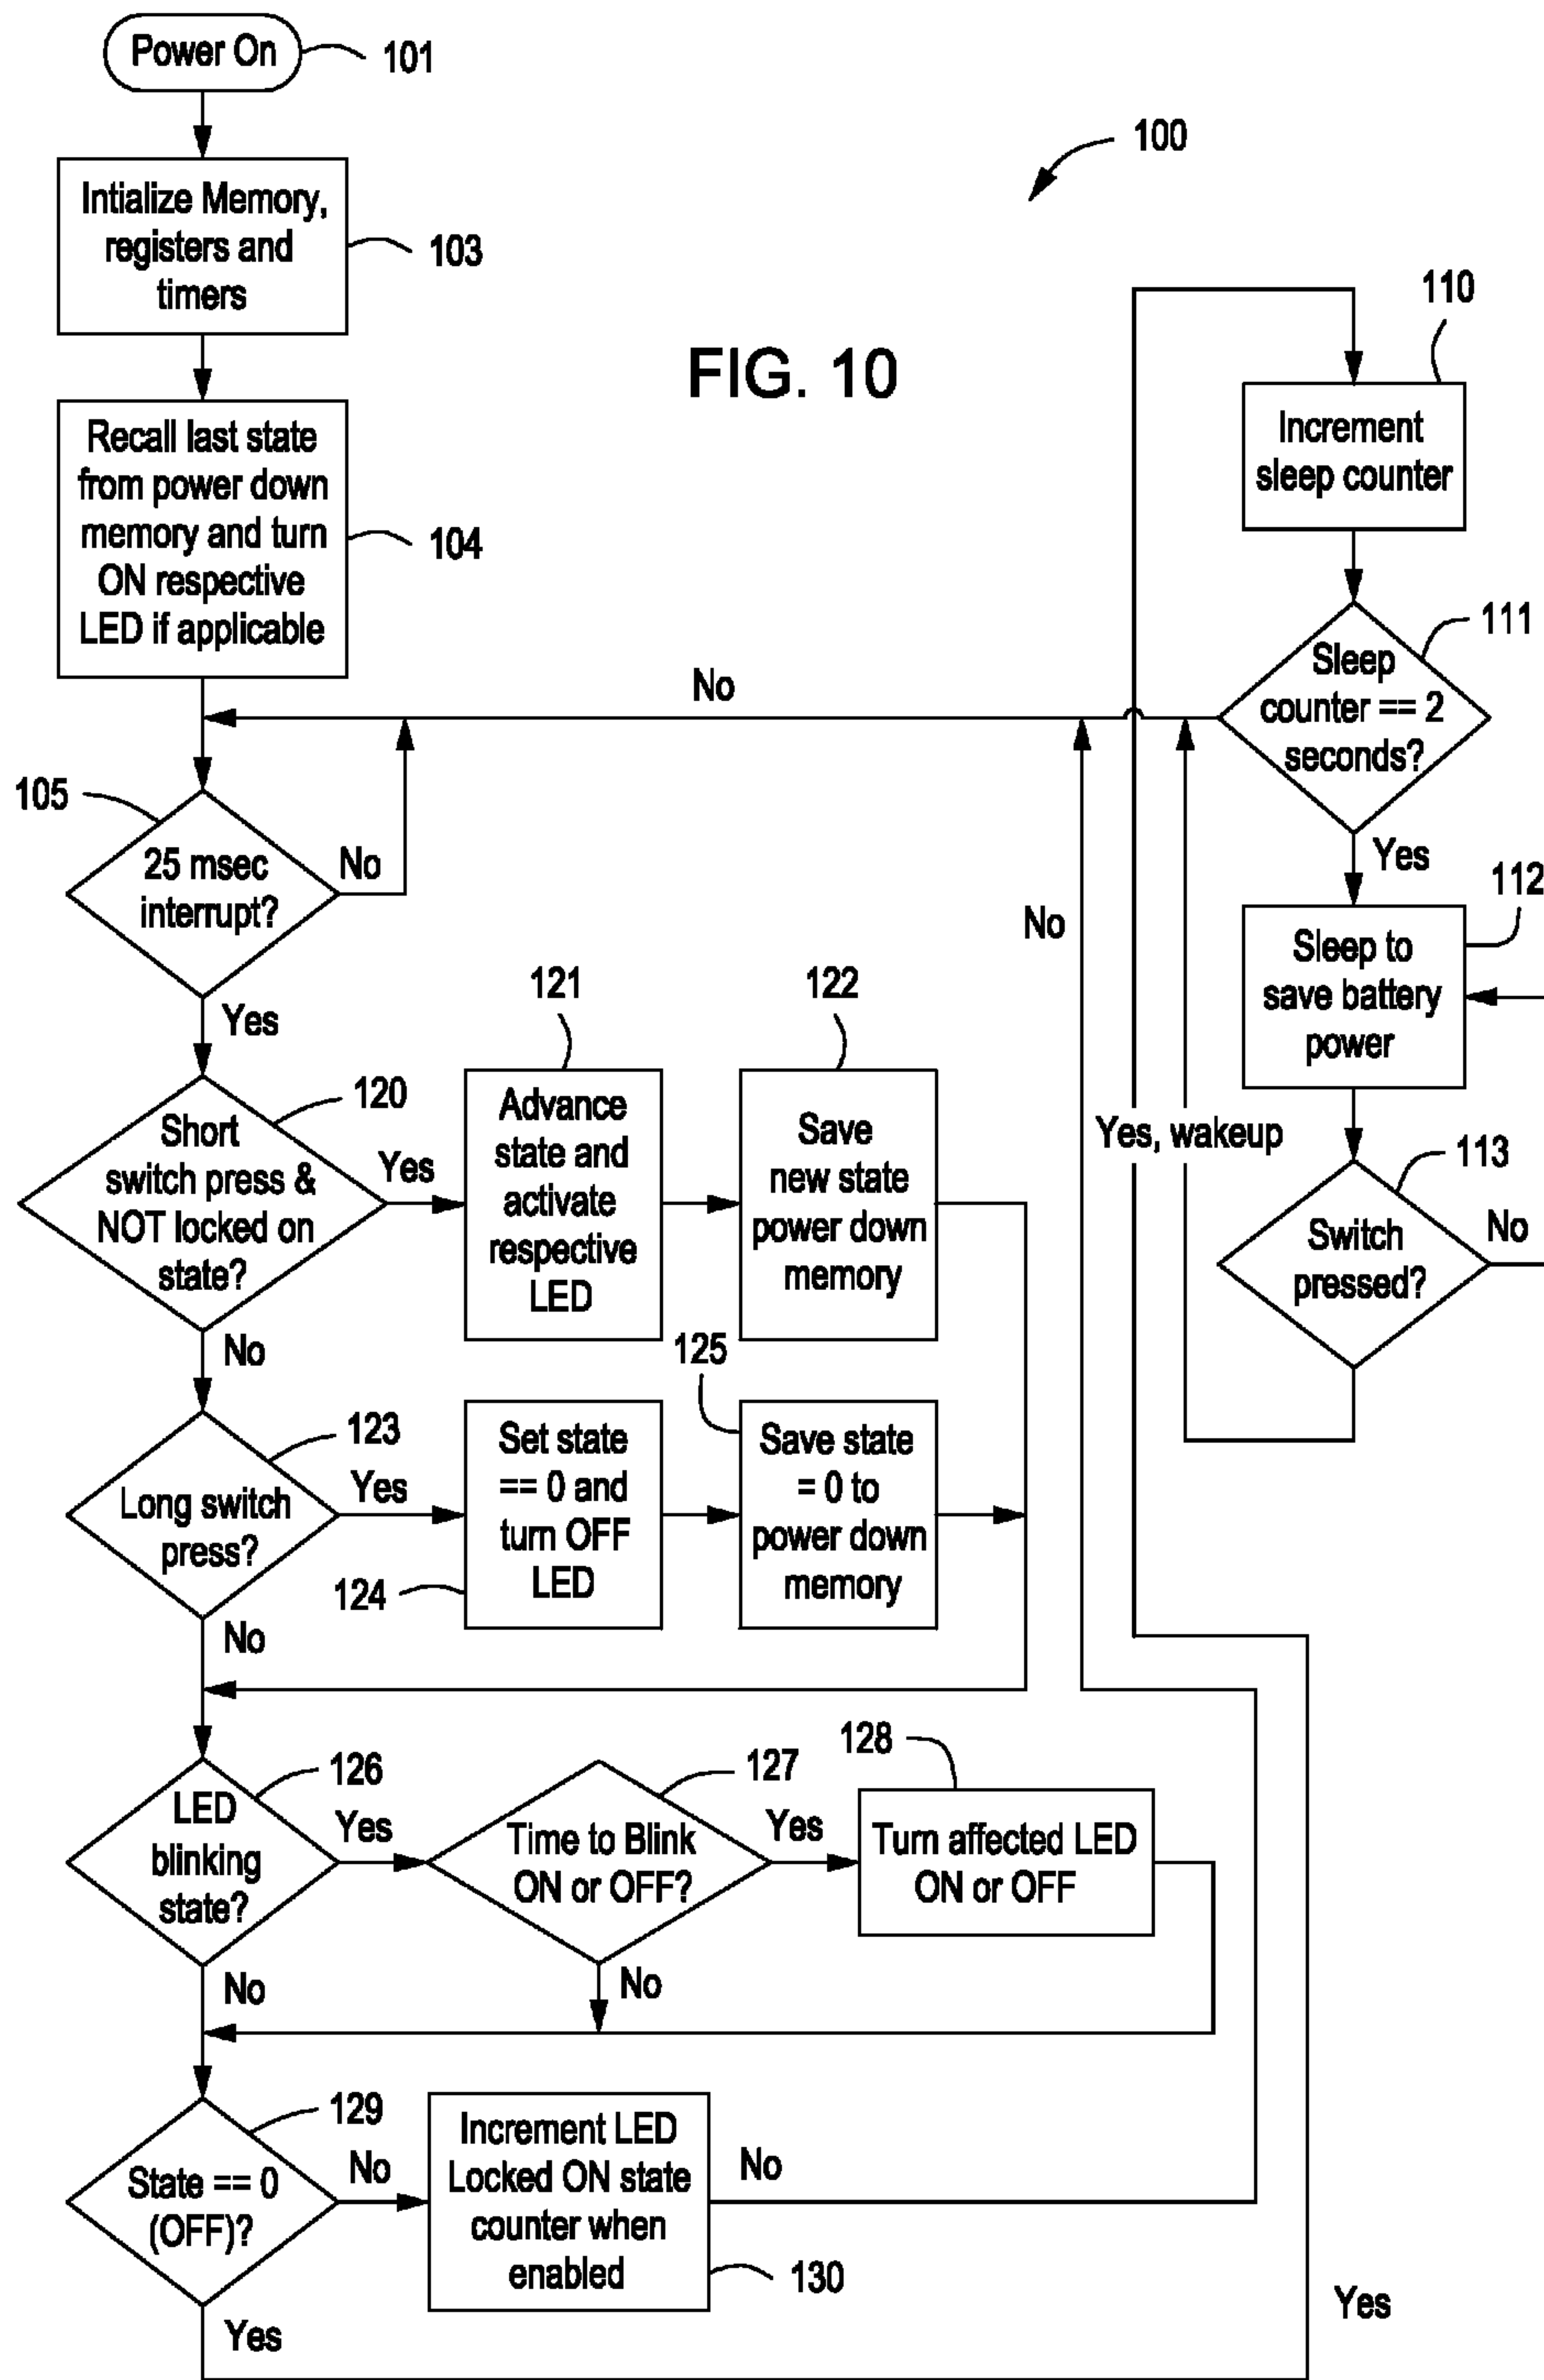 Power On
101
100
Intialize Memory,
registers and
timers
103
FIG. 10
110
Increment
sleep counter
Recall last state
from power down
memory and turn
ON respective
LED if applicable
104
111
Sleep
counter == 2
seconds?
No
Yes
105
25 msec
interrupt?
No
Yes
No
112
Sleep to
save battery
power
Yes, wakeup
113
Switch
pressed?
No
120
Short
switch press &
NOT locked on
state?
Yes
No
121
Advance
state and
activate
respective
LED
122
Save
new state
power down
memory
123
Long switch
press?
Yes
No
124
Set state
== 0 and
turn OFF
LED
125
Save state
= 0 to
power down
memory
126
LED
blinking
state?
Yes
No
127
Time to Blink
ON or OFF?
Yes
No
128
Turn affected LED
ON or OFF
129
State == 0
(OFF)?
No
Yes
Increment LED
Locked ON state
counter when
enabled
130
No
Yes